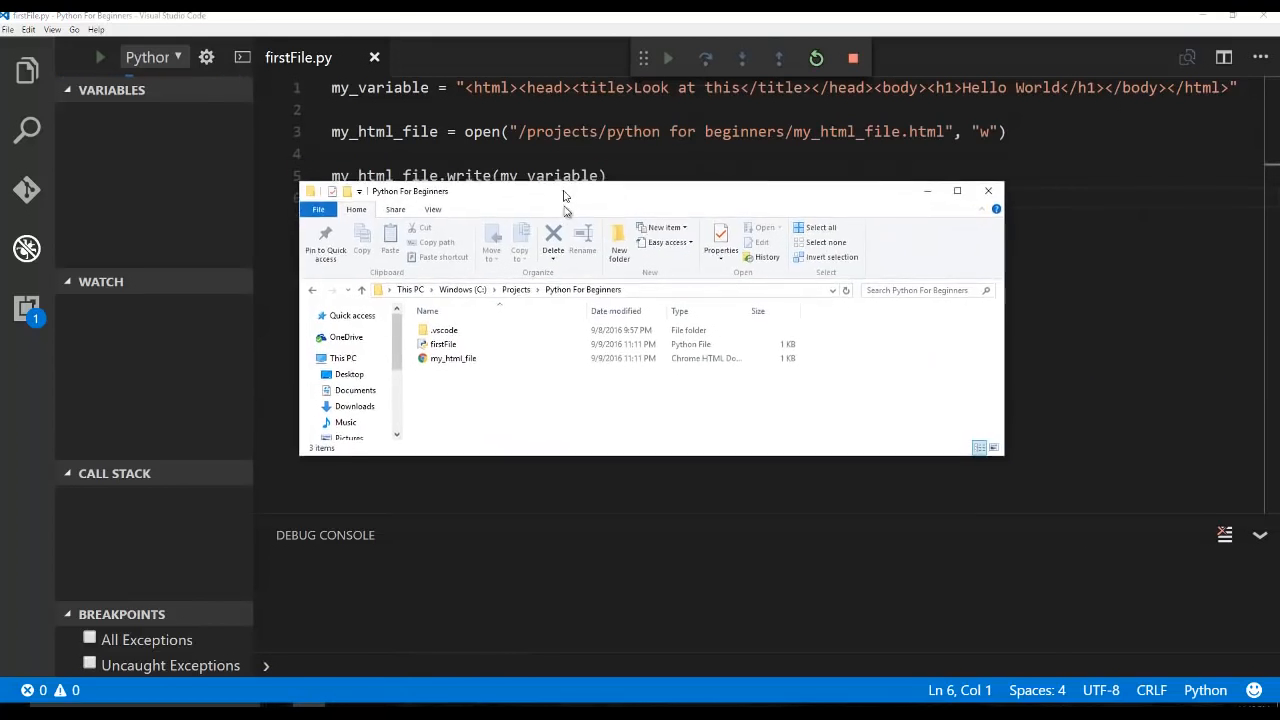 firstFile.py - Python For Beginners - Visual Studio Code
File Edit View Go Help
Python
firstFile.py
VARIABLES
WATCH
CALL STACK
BREAKPOINTS
All Exceptions
Uncaught Exceptions
1
1 my_variable = "<html><head><title>Look at this</title></head><body><h1>Hello World</h1></body></html>"
2
3 my_html_file = open("/projects/python for beginners/my_html_file.html", "w")
4
5 my_html_file.write(my_variable)
Python For Beginners
File Home Share View
Pin to Quick access
Copy
Paste
Cut
Copy path
Paste shortcut
Clipboard
Move to
Copy to
Delete
Rename
Organize
New folder
New item
Easy access
New
Properties
Open
Edit
History
Open
Select all
Select none
Invert selection
Select
This PC Windows (C:) Projects Python For Beginners
Search Python For Beginners
Quick access
OneDrive
This PC
Desktop
Documents
Downloads
Music
Pictures
Name Date modified Type Size
.vscode 9/8/2016 9:57 PM File folder
firstFile 9/9/2016 11:11 PM Python File 1 KB
my_html_file 9/9/2016 11:11 PM Chrome HTML Do... 1 KB
3 items
DEBUG CONSOLE
0 0
Ln 6, Col 1 Spaces: 4 UTF-8 CRLF Python